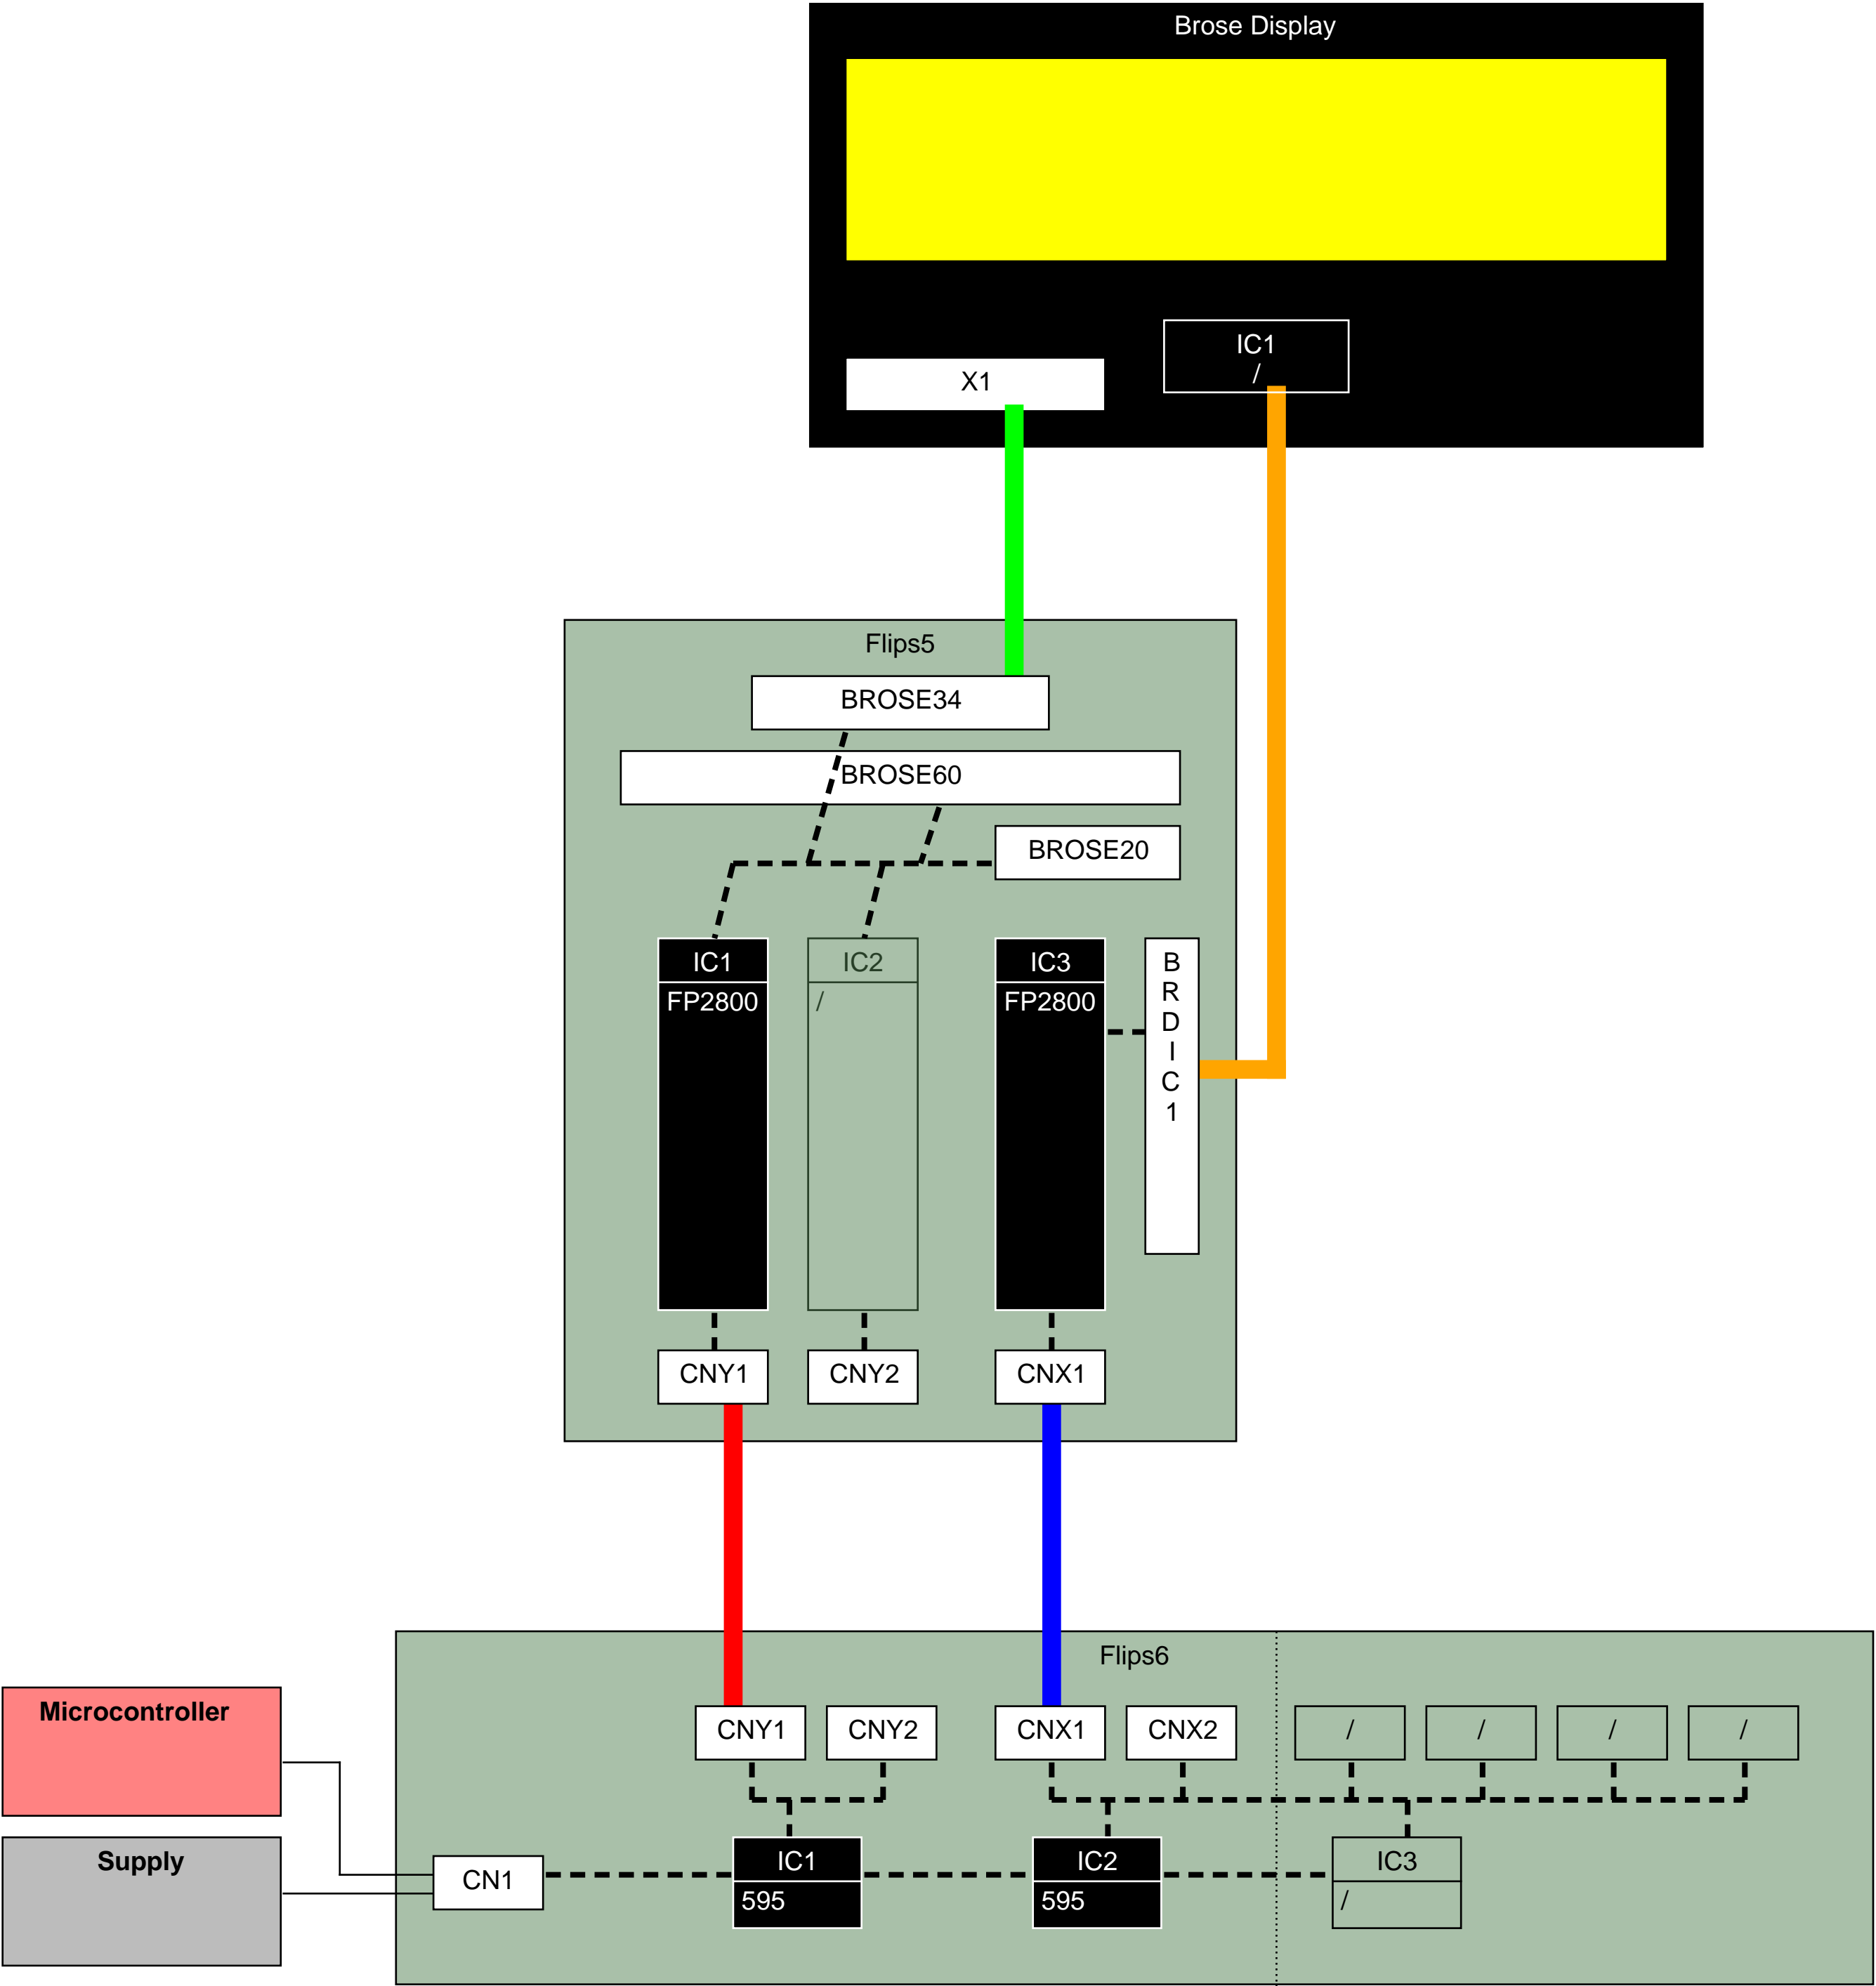 Brose Display
IC1
/
X1
Flips5
BROSE34
BROSE60
BROSE20
IC1
FP2800
IC2
/
IC3
FP2800
B
R
D
I
C
1
CNY1
CNY2
CNX1
Flips6
Microcontroller
CNY1
CNY2
CNX1
CNX2
/
/
/
/
Supply
CN1
IC1
595
IC2
595
IC3
/